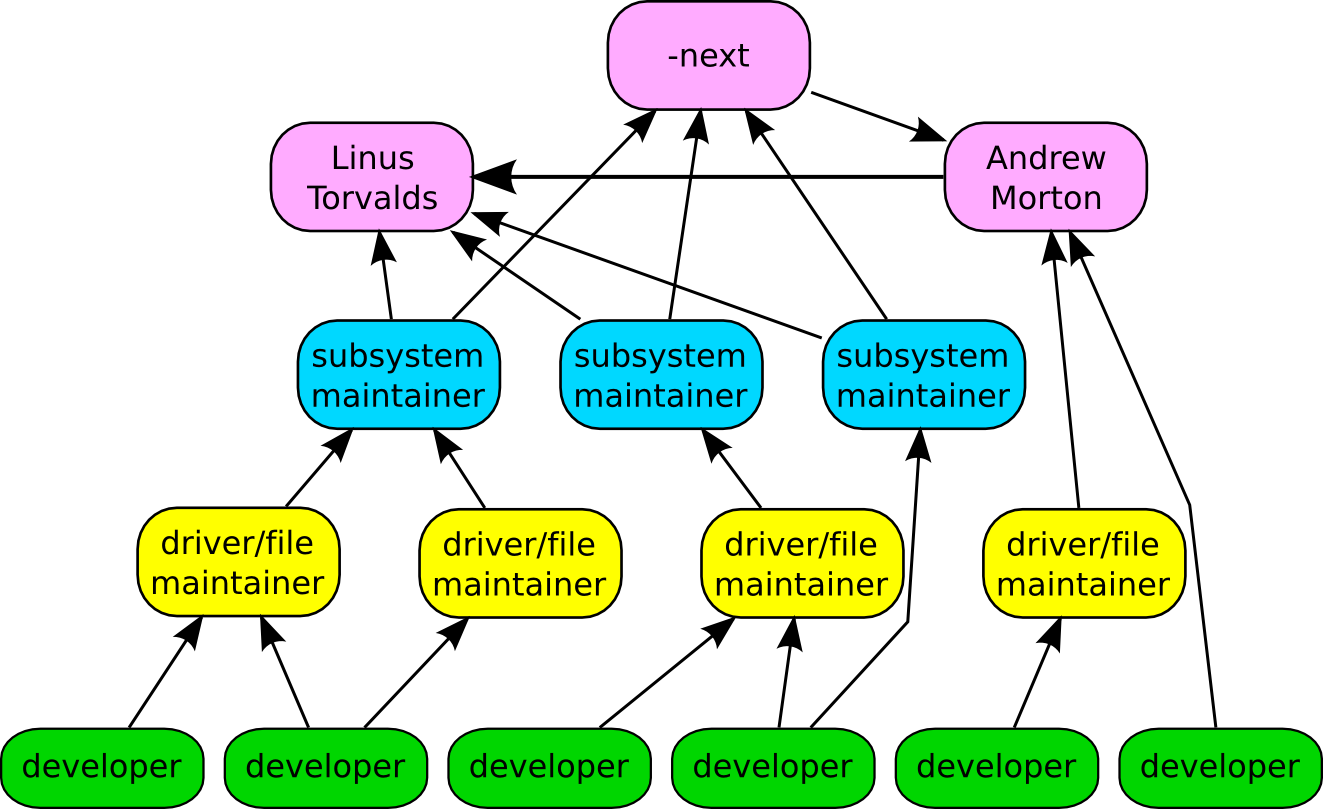 -next
Linus
Torvalds
Andrew
Morton
subsystem
maintainer
subsystem
maintainer
subsystem
maintainer
driver/file
maintainer
driver/file
maintainer
driver/file
maintainer
driver/file
maintainer
developer
developer
developer
developer
developer
developer